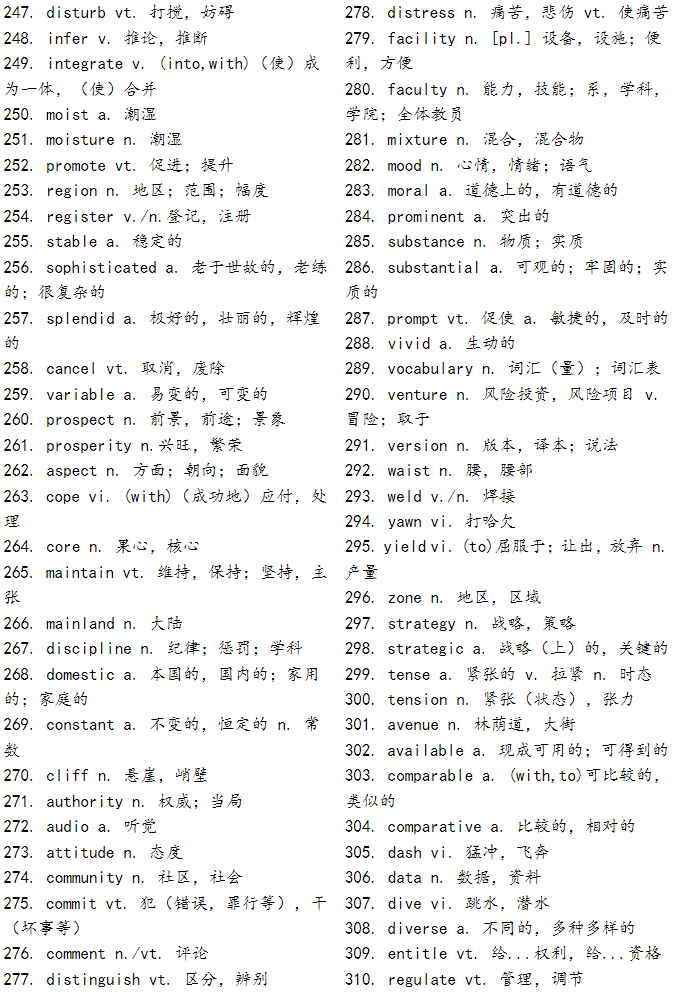 247. disturb vt. 打搅，妨碍
248. infer v. 推论，推断
249. integrate v. (into,with)（使）成
为一体，（使）合并
250. moist a. 潮湿
251. moisture n. 潮湿
252. promote vt. 促进；提升
253. region n. 地区；范围；幅度
254. register v./n.登记，注册
255. stable a. 稳定的
256. sophisticated a. 老于世故的，老练
的；很复杂的
257. splendid a. 极好的，壮丽的，辉煌
的
258. cancel vt. 取消，废除
259. variable a. 易变的，可变的
260. prospect n. 前景，前途；景象
261. prosperity n.兴旺，繁荣
262. aspect n. 方面；朝向；面貌
263. cope vi. (with)（成功地）应付，处
理
264. core n. 果心，核心
265. maintain vt. 维持，保持；坚持，主
张
266. mainland n. 大陆
267. discipline n. 纪律；惩罚；学科
268. domestic a. 本国的，国内的；家用
的；家庭的
269. constant a. 不变的，恒定的 n. 常
数
270. cliff n. 悬崖，峭壁
271. authority n. 权威；当局
272. audio a. 听觉
273. attitude n. 态度
274. community n. 社区，社会
275. commit vt. 犯（错误，罪行等），干
（坏事等）
276. comment n./vt. 评论
277. distinguish vt. 区分，辨别
278. distress n. 痛苦，悲伤 vt. 使痛苦
279. facility n. [pl.] 设备，设施；便
利，方便
280. faculty n. 能力，技能；系，学科，
学院；全体教员
281. mixture n. 混合，混合物
282. mood n. 心情，情绪；语气
283. moral a. 道德上的，有道德的
284. prominent a. 突出的
285. substance n. 物质；实质
286. substantial a. 可观的；牢固的；实
质的
287. prompt vt. 促使 a. 敏捷的，及时的
288. vivid a. 生动的
289. vocabulary n. 词汇（量）；词汇表
290. venture n. 风险投资，风险项目 v.
冒险；取于
291. version n. 版本，译本；说法
292. waist n. 腰，腰部
293. weld v./n. 焊接
294. yawn vi. 打哈欠
295. yield vi. (to)屈服于；让出，放弃 n.
产量
296. zone n. 地区，区域
297. strategy n. 战略，策略
298. strategic a. 战略（上）的，关键的
299. tense a. 紧张的 v. 拉紧 n. 时态
300. tension n. 紧张（状态），张力
301. avenue n. 林荫道，大街
302. available a. 现成可用的；可得到的
303. comparable a. (with,to)可比较的，
类似的
304. comparative a. 比较的，相对的
305. dash vi. 猛冲，飞奔
306. data n. 数据，资料
307. dive vi. 跳水，潜水
308. diverse a. 不同的，多种多样的
309. entitle vt. 给...权利，给...资格
310. regulate vt. 管理，调节